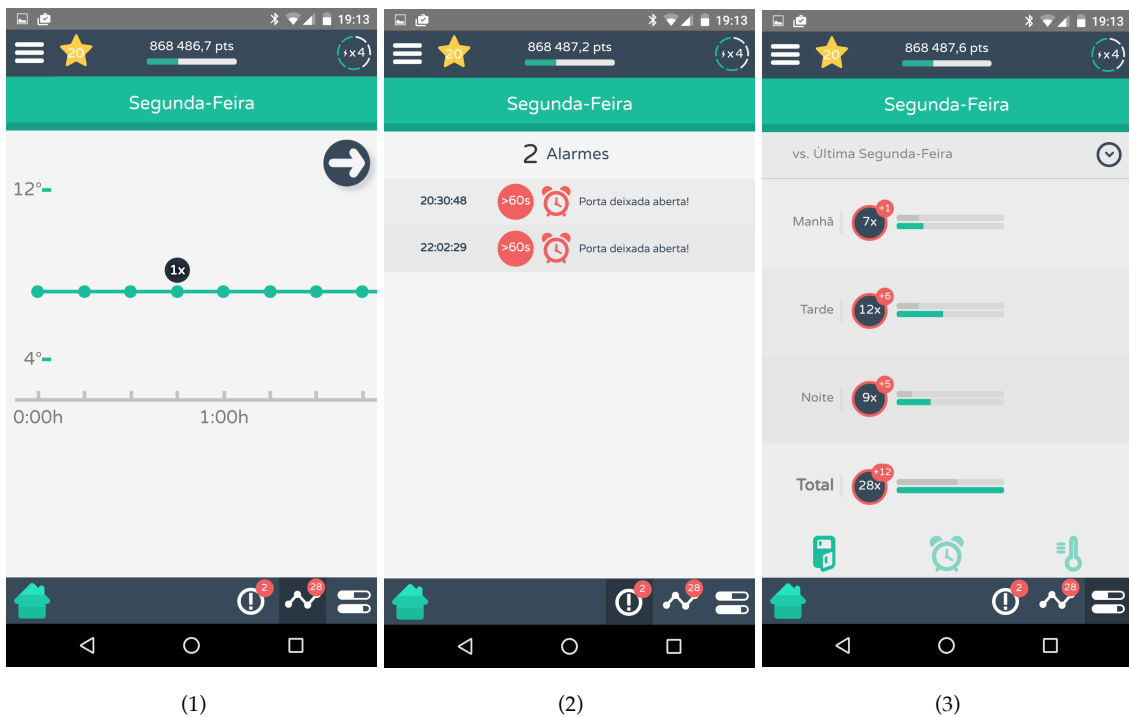 19:13
20
868 486,7 pts
x4
Segunda-Feira
12°
1x
4°
0:00h 1:00h
2
28
(1)
19:13
20
868 487,2 pts
x4
Segunda-Feira
2 Alarmes
20:30:48 >60s Porta deixada aberta!
22:02:29 >60s Porta deixada aberta!
2
28
(2)
19:13
20
868 487,6 pts
x4
Segunda-Feira
vs. Última Segunda-Feira
Manhã 7x +1
Tarde 12x +6
Noite 9x +5
Total 28x +12
2
28
(3)